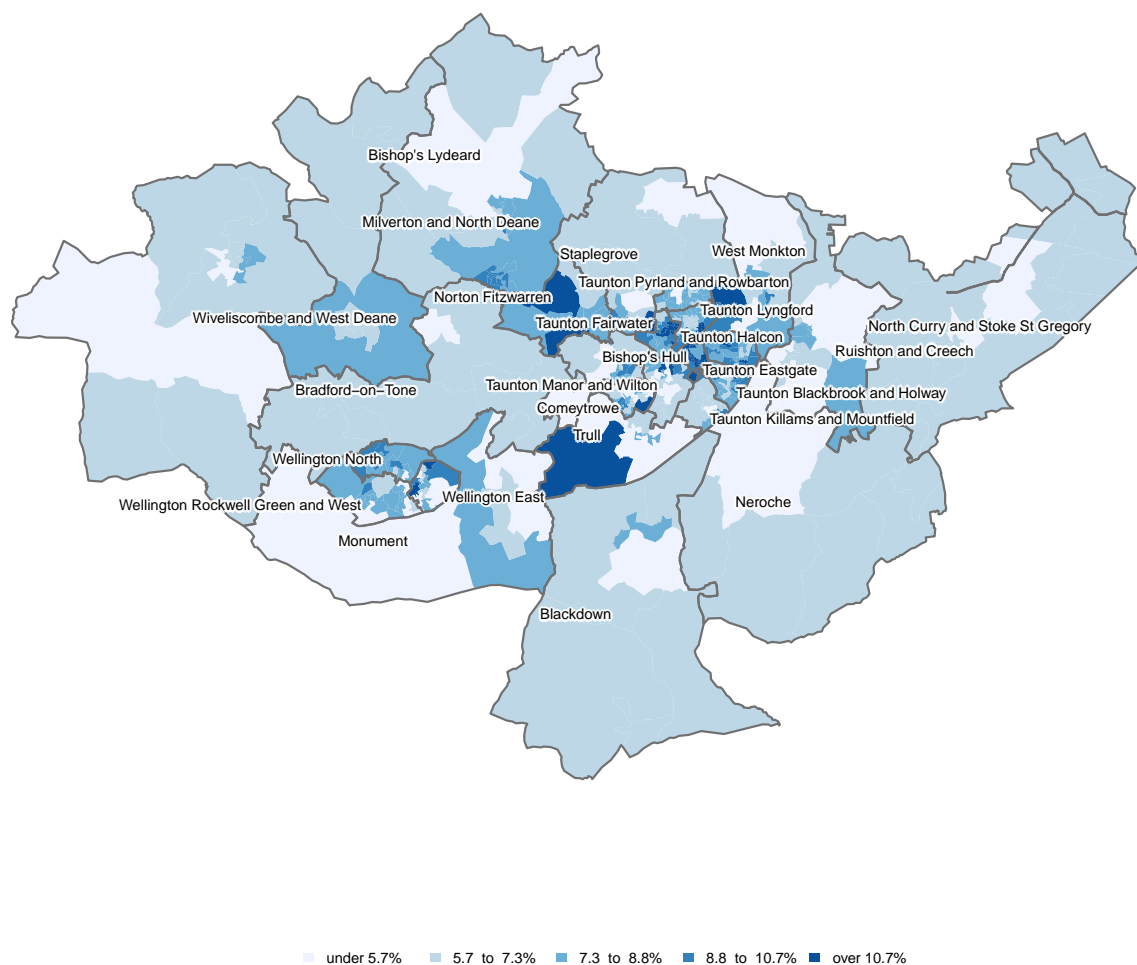 Bishop's Lydeard
Milverton and North Deane
West Monkton
Staplegrove
Taunton Pyrland and Rowbarton
Norton Fitzwarren
Taunton Lyngford
Wiveliscombe and West Deane
Taunton Fairwater
North Curry and Stoke St Gregory
Taunton Halcon
Ruishton and Creech
Bishop's Hull
Taunton Eastgate
Taunton Manor and Wilton
Bradford−on−Tone
Taunton Blackbrook and Holway
Comeytrowe
Taunton Killams and Mountfield
Trull
Wellington North
Wellington East
Neroche
Wellington Rockwell Green and West
Monument
Blackdown
under 5.7% 5.7 to 7.3% 7.3 to 8.8% 8.8 to 10.7% over 10.7%